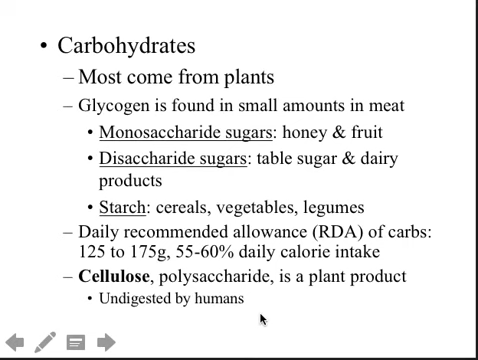 • Carbohydrates
– Most come from plants
– Glycogen is found in small amounts in meat
• Monosaccharide sugars: honey & fruit
• Disaccharide sugars: table sugar & dairy
products
• Starch: cereals, vegetables, legumes
– Daily recommended allowance (RDA) of carbs:
125 to 175g, 55-60% daily calorie intake
– Cellulose, polysaccharide, is a plant product
• Undigested by humans